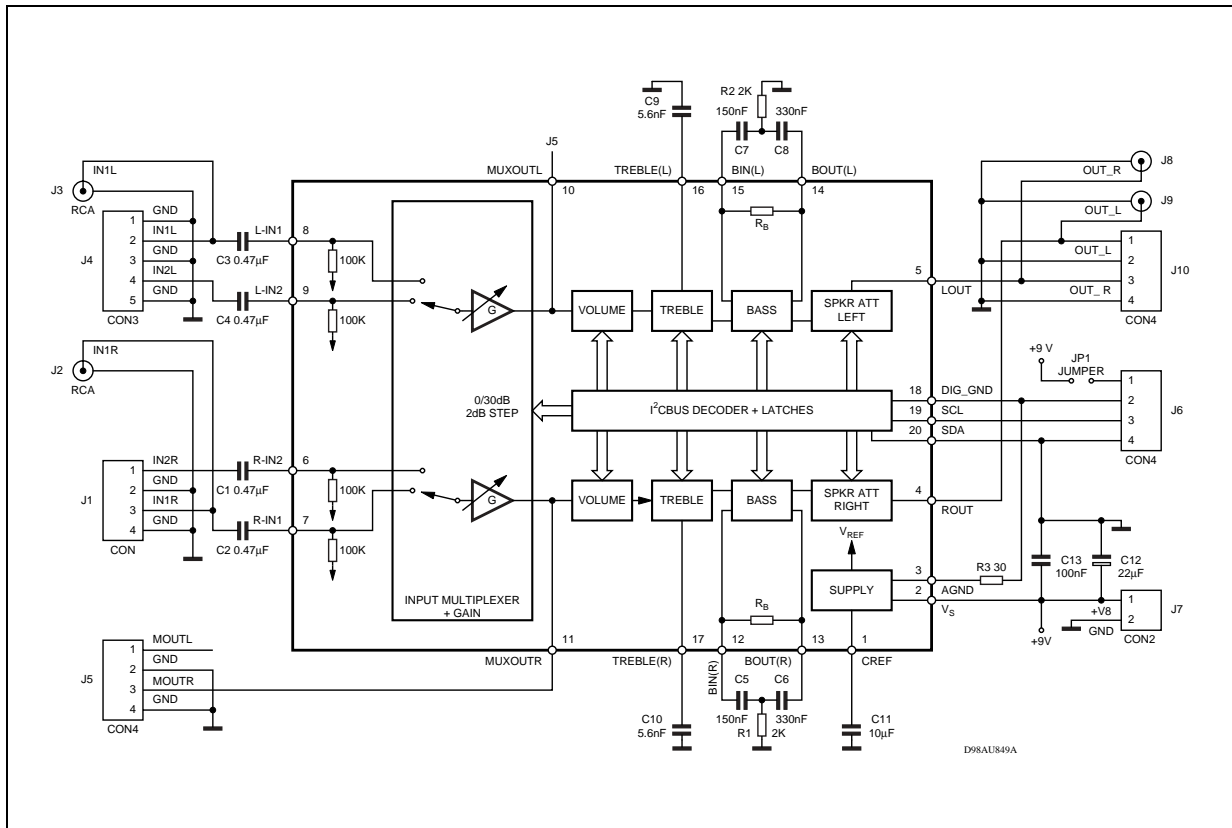 C9
5.6nF
R2 2K
150nF
330nF
C7
C8
J5
MUXOUTL
TREBLE(L)
BIN(L)
BOUT(L)
10
16
15
14
J3
IN1L
RCA
J4
1
GND
2
IN1L
3
GND
4
IN2L
5
GND
CON3
C3 0.47µF
L-IN1
8
100K
C4 0.47µF
L-IN2
9
100K
IN1R
J2
RCA
J1
1
IN2R
2
GND
3
IN1R
4
GND
CON
C1 0.47µF
R-IN2
6
100K
C2 0.47µF
R-IN1
7
100K
G
G
0/30dB
2dB STEP
INPUT MULTIPLEXER
+ GAIN
RB
VOLUME
TREBLE
BASS
SPKR ATT
LEFT
I2CBUS DECODER + LATCHES
VOLUME
TREBLE
BASS
SPKR ATT
RIGHT
VREF
SUPPLY
RB
5
LOUT
18
DIG_GND
19
SCL
20
SDA
4
ROUT
3
AGND
2
VS
R3 30
OUT_R
J8
OUT_L
J9
OUT_L
OUT_ R
1
2
3
4
J10
CON4
+9 V
JP1
JUMPER
1
2
3
4
J6
CON4
C13
100nF
C12
22µF
+9V
+V8
GND
1
2
J7
CON2
11
17
12
13
1
MUXOUTR
TREBLE(R)
BIN(R)
BOUT(R)
CREF
J5
1
MOUTL
2
GND
3
MOUTR
4
GND
CON4
C10
5.6nF
C5
C6
150nF
330nF
R1
2K
C11
10µF
D98AU849A